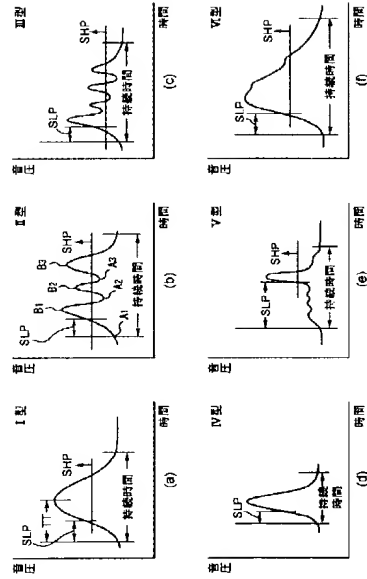 音圧
Ⅰ型
TT
SLP
SHP
持続時間
時間
(a)
音圧
Ⅱ型
SLP
B1
B2
B3
SHP
A1
A2
A3
持続時間
時間
(b)
音圧
Ⅲ型
SLP
SHP
持続時間
時間
(c)
音圧
Ⅳ型
SLP
持続
時間
時間
(d)
音圧
Ⅴ型
SLP
SHP
持続時間
時間
(e)
音圧
Ⅵ型
SLP
SHP
持続時間
時間
(f)